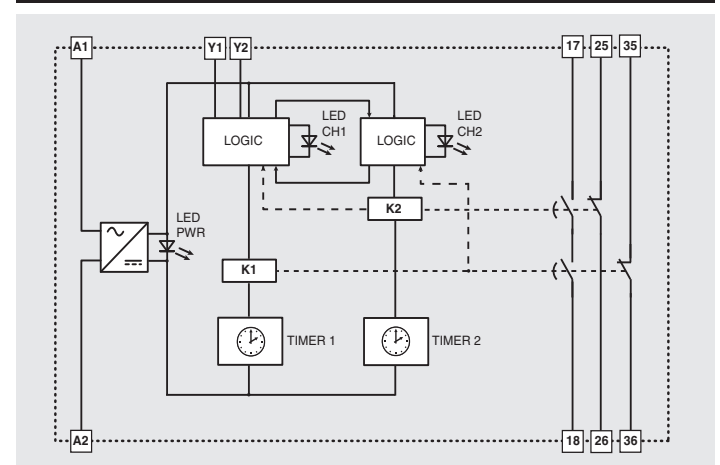 A1 Y1 Y2 17 25 35
LED
CH1
LED
CH2
LOGIC
LOGIC
K2
LED
PWR
K1
TIMER 1
TIMER 2
A2 18 26 36